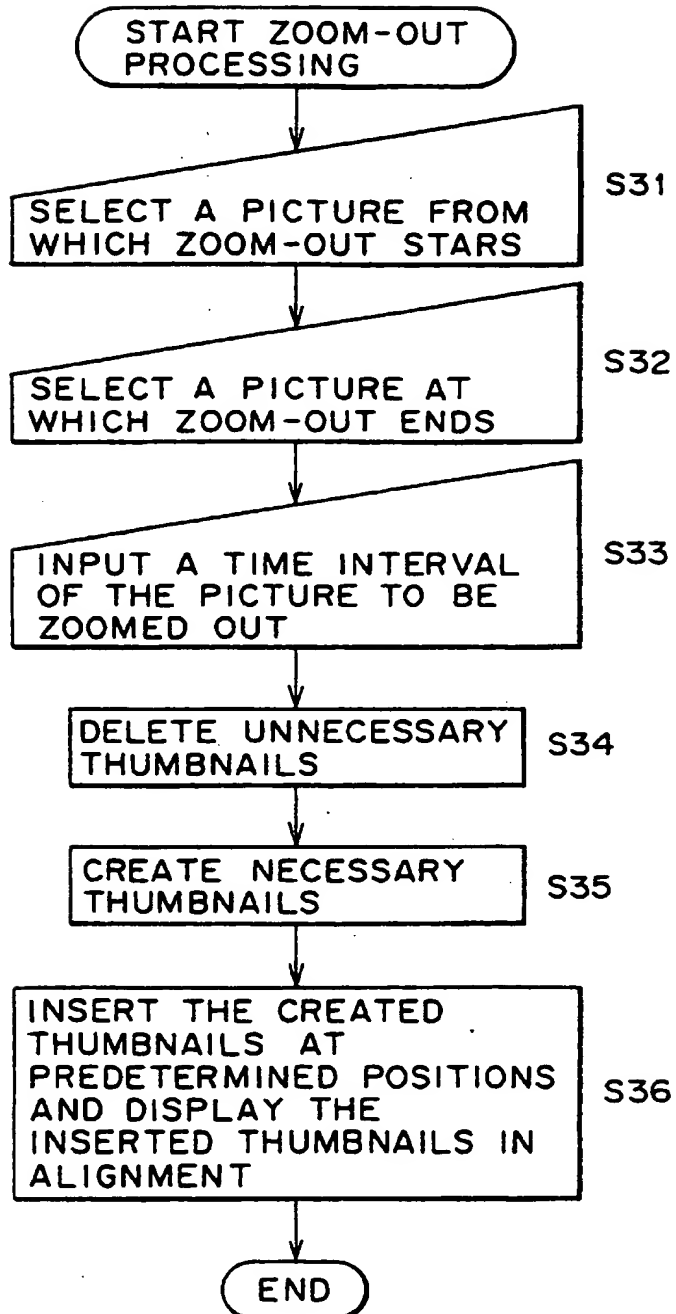 START ZOOM-OUT
PROCESSING
SELECT A PICTURE FROM
WHICH ZOOM-OUT STARS
S31
SELECT A PICTURE AT
WHICH ZOOM-OUT ENDS
S32
INPUT A TIME INTERVAL
OF THE PICTURE TO BE
ZOOMED OUT
S33
DELETE UNNECESSARY
THUMBNAILS
S34
CREATE NECESSARY
THUMBNAILS
S35
INSERT THE CREATED
THUMBNAILS AT
PREDETERMINED POSITIONS
AND DISPLAY THE
INSERTED THUMBNAILS IN
ALIGNMENT
S36
END